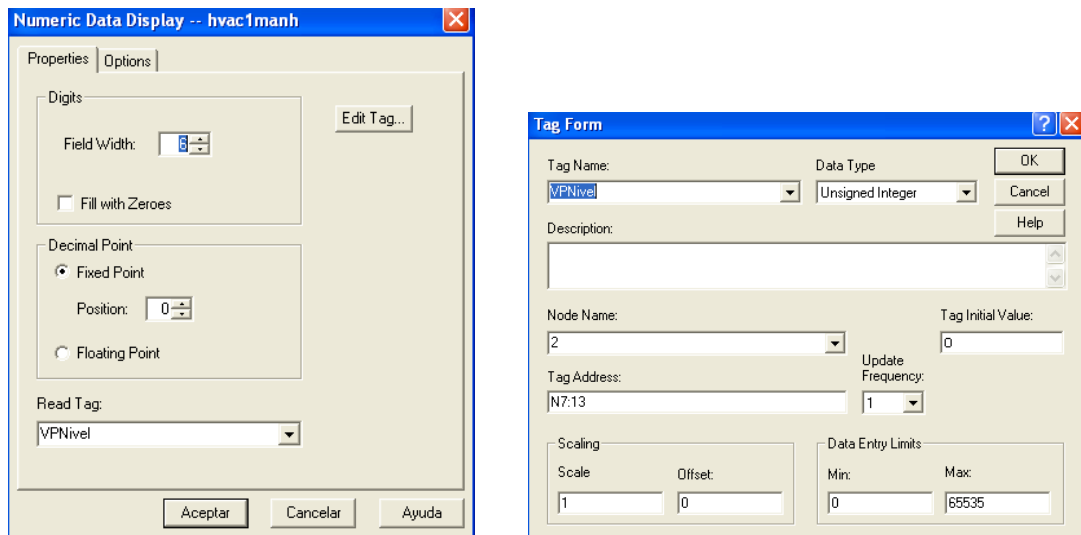 Numeric Data Display -- hvac1manh
Properties Options
Digits
Field Width: 6
Edit Tag...
Fill with Zeroes
Decimal Point
Fixed Point
Position: 0
Floating Point
Read Tag:
VPNivel
Aceptar Cancelar Ayuda
Tag Form
Tag Name: Data Type OK
VPNivel Unsigned Integer Cancel
Help
Description:
Node Name: Tag Initial Value:
2 0
Update
Tag Address: Frequency:
N7:13 1
Scaling Data Entry Limits
Scale Offset: Min: Max:
1 0 0 65535